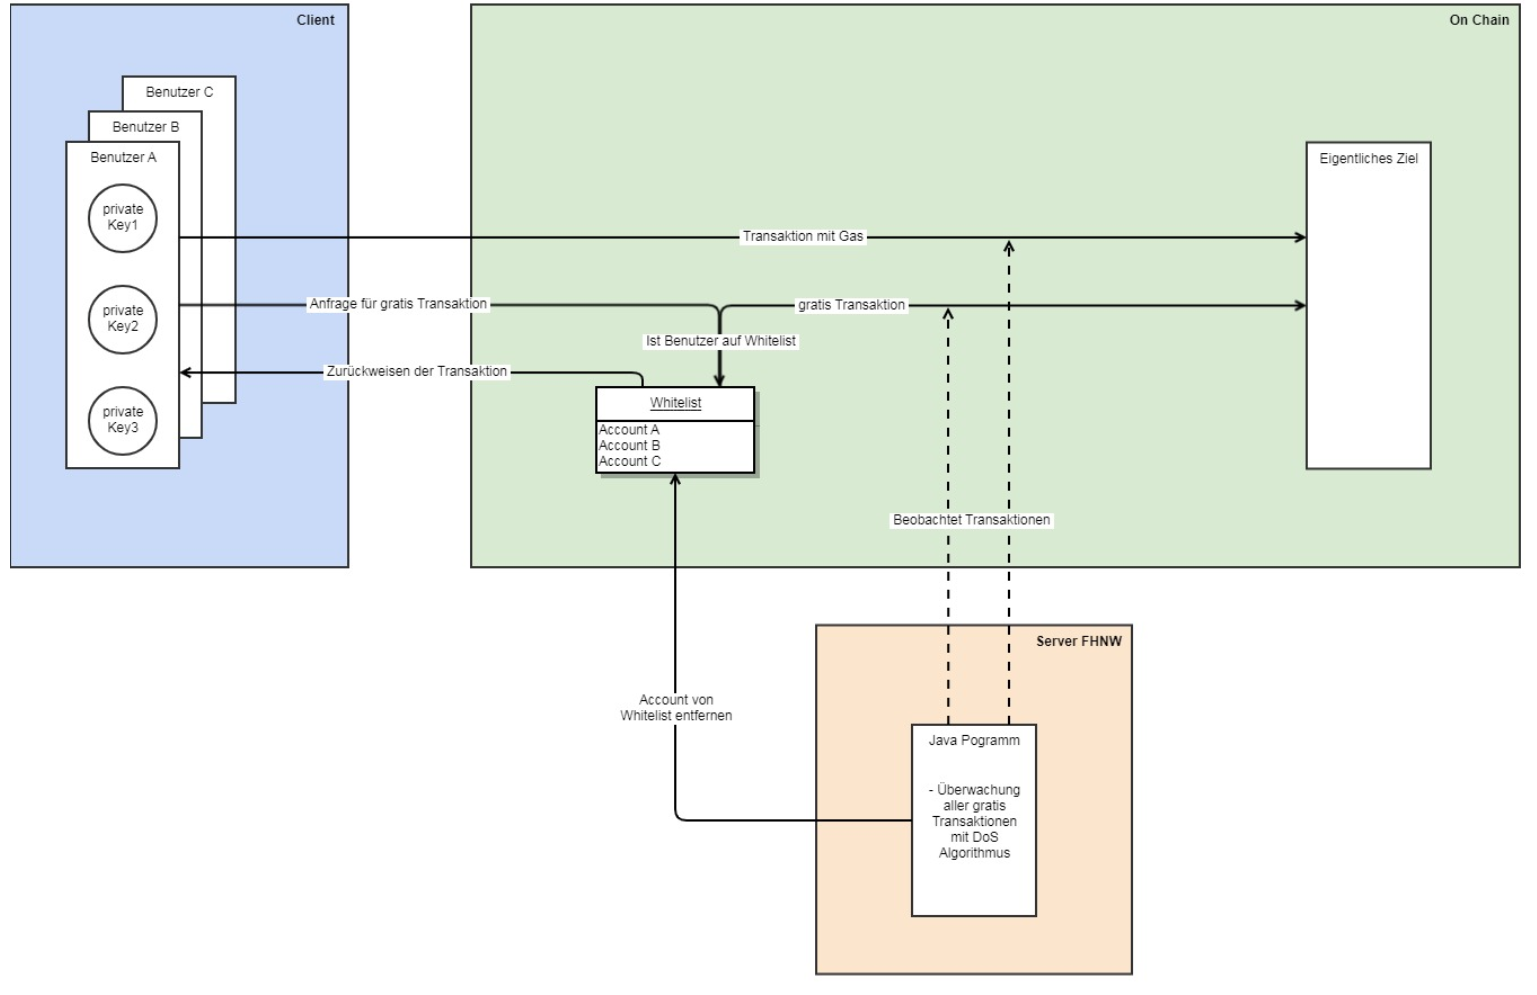 Client
On Chain
Benutzer C
Benutzer B
Benutzer A
private
Key1
private
Key2
private
Key3
Eigentliches Ziel
Transaktion mit Gas
Anfrage für gratis Transaktion
gratis Transaktion
Ist Benutzer auf Whitelist
Zurückweisen der Transaktion
Whitelist
Account A
Account B
Account C
Beobachtet Transaktionen
Server FHNW
Account von
Whitelist entfernen
Java Pogramm
- Überwachung
aller gratis
Transaktionen
mit DoS
Algorithmus